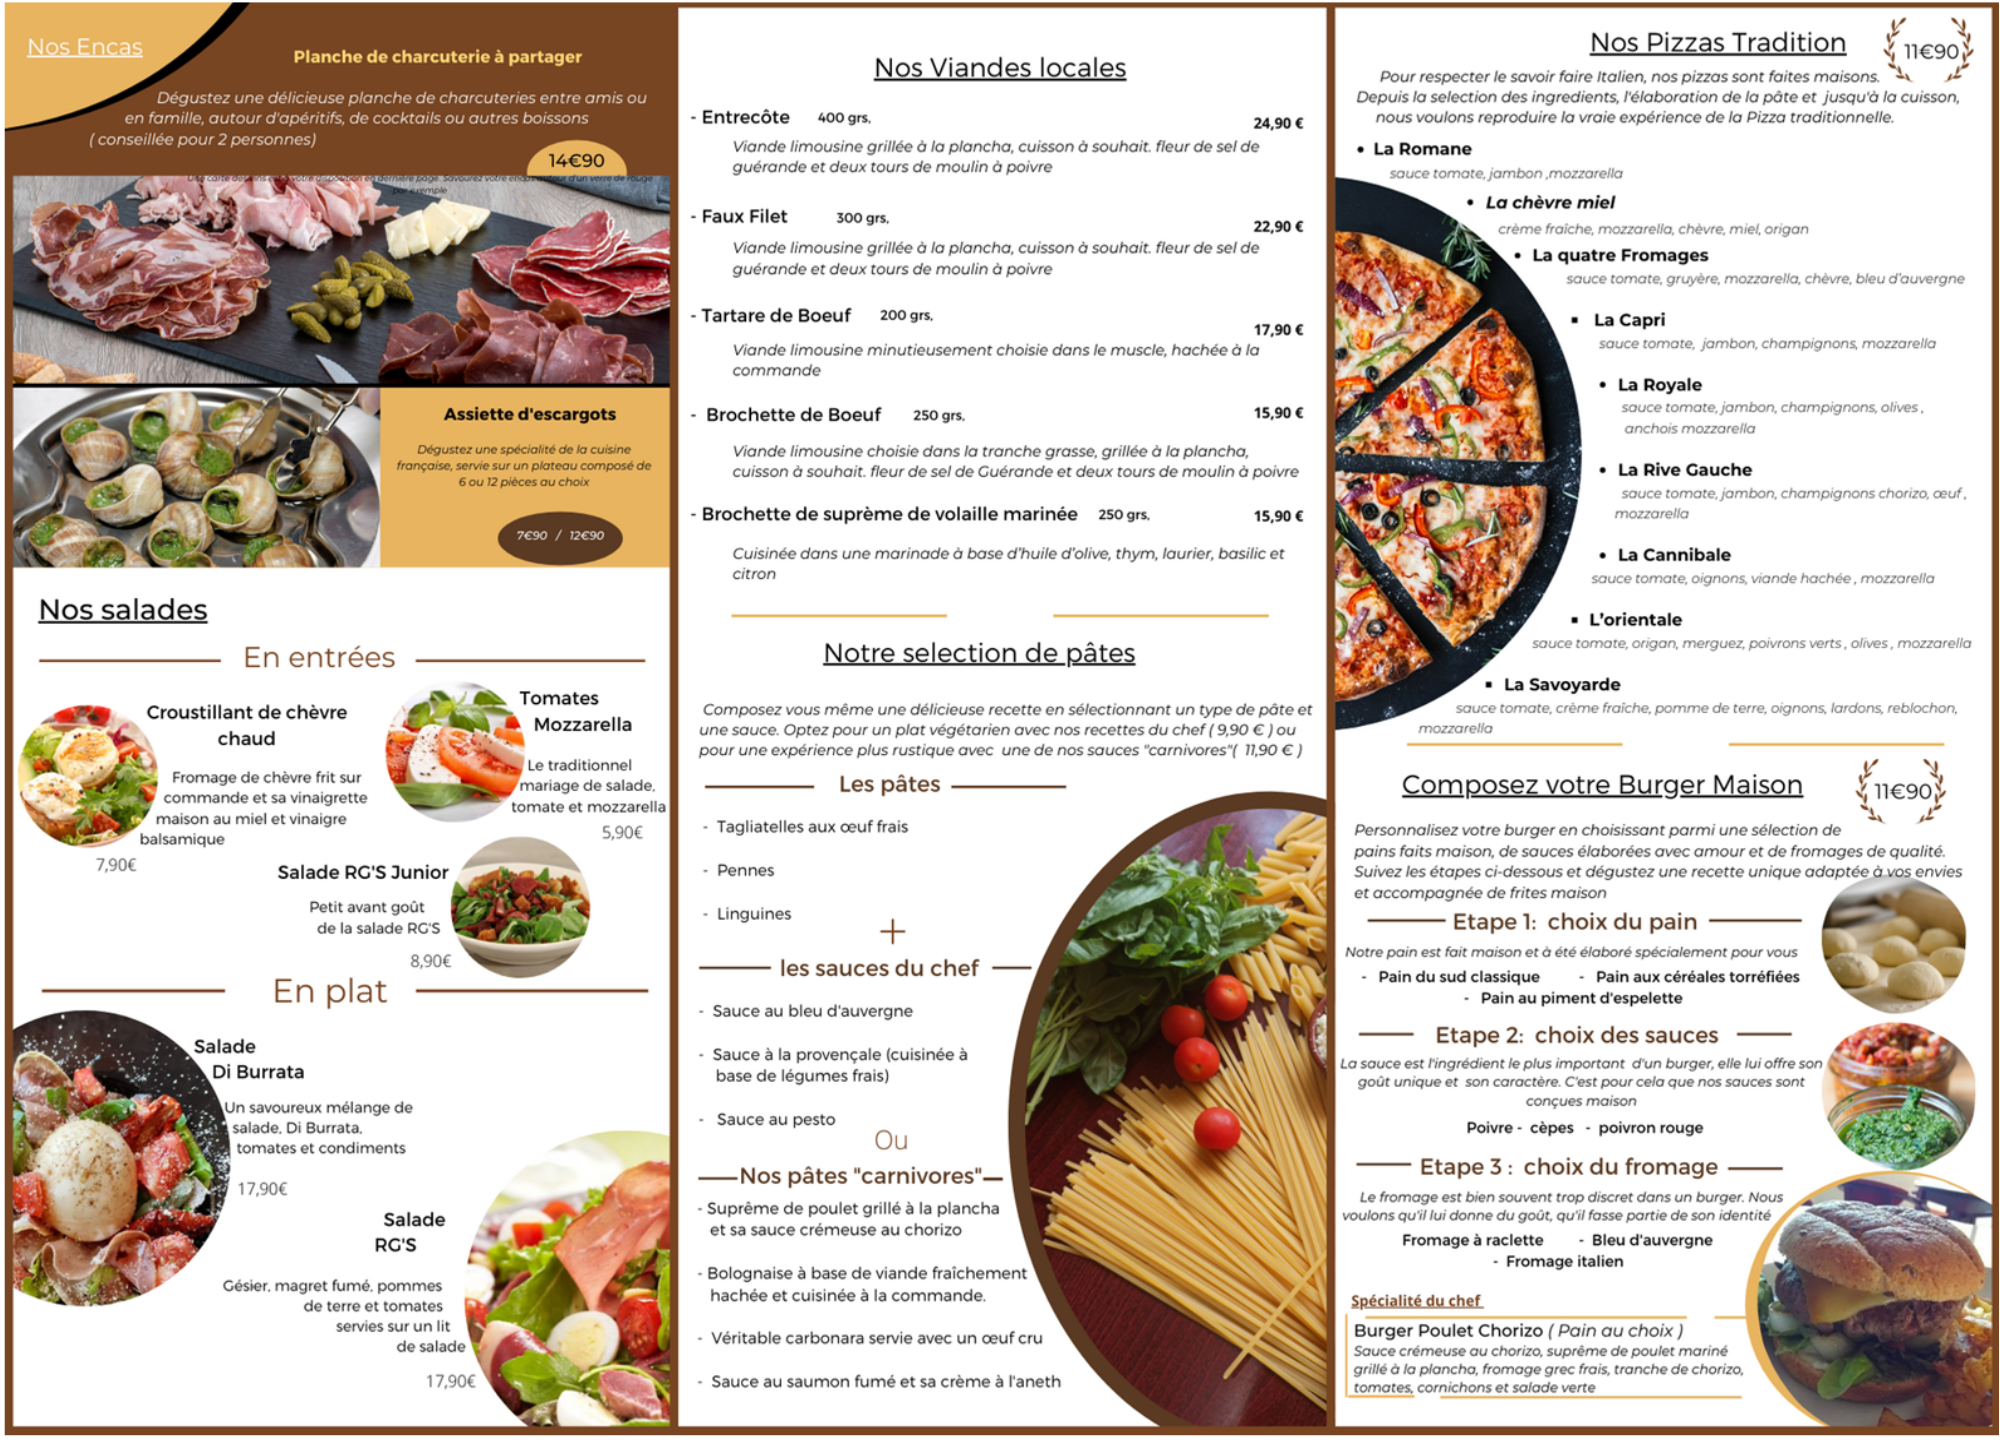 Nos Encas
Planche de charcuterie à partager
Dégustez une délicieuse planche de charcuteries entre amis ou
en famille, autour d'apéritifs, de cocktails ou autres boissons
( conseillée pour 2 personnes)
14€90
votre disposition en dernière page. Savourez votre encas autour d'un verre de rouge
par exemple
Assiette d'escargots
Dégustez une spécialité de la cuisine
française, servie sur un plateau composé de
6 ou 12 pièces au choix
7€90 / 12€90
Nos salades
En entrées
Croustillant de chèvre
chaud
Fromage de chèvre frit sur
commande et sa vinaigrette
maison au miel et vinaigre
balsamique
7,90€
Tomates
Mozzarella
Le traditionnel
mariage de salade,
tomate et mozzarella
5,90€
Salade RG'S Junior
Petit avant goût
de la salade RG'S
8,90€
En plat
Salade
Di Burrata
Un savoureux mélange de
salade, Di Burrata,
tomates et condiments
17,90€
Salade
RG'S
Gésier, magret fumé, pommes
de terre et tomates
servies sur un lit
de salade
17,90€
Nos Viandes locales
- Entrecôte 400 grs,
24,90 €
Viande limousine grillée à la plancha, cuisson à souhait. fleur de sel de
guérande et deux tours de moulin à poivre
- Faux Filet 300 grs,
22,90 €
Viande limousine grillée à la plancha, cuisson à souhait. fleur de sel de
guérande et deux tours de moulin à poivre
- Tartare de Boeuf 200 grs,
17,90 €
Viande limousine minutieusement choisie dans le muscle, hachée à la
commande
- Brochette de Boeuf 250 grs,
15,90 €
Viande limousine choisie dans la tranche grasse, grillée à la plancha,
cuisson à souhait. fleur de sel de Guérande et deux tours de moulin à poivre
- Brochette de suprème de volaille marinée 250 grs,
15,90 €
Cuisinée dans une marinade à base d'huile d'olive, thym, laurier, basilic et
citron
Notre selection de pâtes
Composez vous même une délicieuse recette en sélectionnant un type de pâte et
une sauce. Optez pour un plat végétarien avec nos recettes du chef ( 9,90 € ) ou
pour une expérience plus rustique avec une de nos sauces "carnivores"( 11,90 € )
Les pâtes
- Tagliatelles aux œuf frais
- Pennes
- Linguines
+
les sauces du chef
- Sauce au bleu d'auvergne
- Sauce à la provençale (cuisinée à
base de légumes frais)
- Sauce au pesto
Ou
Nos pâtes "carnivores"
- Suprême de poulet grillé à la plancha
et sa sauce crémeuse au chorizo
- Bolognaise à base de viande fraîchement
hachée et cuisinée à la commande.
- Véritable carbonara servie avec un œuf cru
- Sauce au saumon fumé et sa crème à l'aneth
Nos Pizzas Tradition
11€90
Pour respecter le savoir faire Italien, nos pizzas sont faites maisons.
Depuis la selection des ingredients, l'élaboration de la pâte et jusqu'à la cuisson,
nous voulons reproduire la vraie expérience de la Pizza traditionnelle.
• La Romane
sauce tomate, jambon ,mozzarella
• La chèvre miel
crème fraîche, mozzarella, chèvre, miel, origan
• La quatre Fromages
sauce tomate, gruyère, mozzarella, chèvre, bleu d'auvergne
▪ La Capri
sauce tomate, jambon, champignons, mozzarella
• La Royale
sauce tomate, jambon, champignons, olives ,
anchois mozzarella
• La Rive Gauche
sauce tomate, jambon, champignons chorizo, œuf ,
mozzarella
• La Cannibale
sauce tomate, oignons, viande hachée , mozzarella
▪ L'orientale
sauce tomate, origan, merguez, poivrons verts , olives , mozzarella
▪ La Savoyarde
sauce tomate, crème fraîche, pomme de terre, oignons, lardons, reblochon,
mozzarella
Composez votre Burger Maison
11€90
Personnalisez votre burger en choisissant parmi une sélection de
pains faits maison, de sauces élaborées avec amour et de fromages de qualité.
Suivez les étapes ci-dessous et dégustez une recette unique adaptée à vos envies
et accompagnée de frites maison
Etape 1: choix du pain
Notre pain est fait maison et à été élaboré spécialement pour vous
- Pain du sud classique - Pain aux céréales torréfiées
- Pain au piment d'espelette
Etape 2: choix des sauces
La sauce est l'ingrédient le plus important d'un burger, elle lui offre son
goût unique et son caractère. C'est pour cela que nos sauces sont
conçues maison
Poivre - cèpes - poivron rouge
Etape 3 : choix du fromage
Le fromage est bien souvent trop discret dans un burger. Nous
voulons qu'il lui donne du goût, qu'il fasse partie de son identité
Fromage à raclette - Bleu d'auvergne
- Fromage italien
Spécialité du chef
Burger Poulet Chorizo ( Pain au choix )
Sauce crémeuse au chorizo, suprême de poulet mariné
grillé à la plancha, fromage grec frais, tranche de chorizo,
tomates, cornichons et salade verte